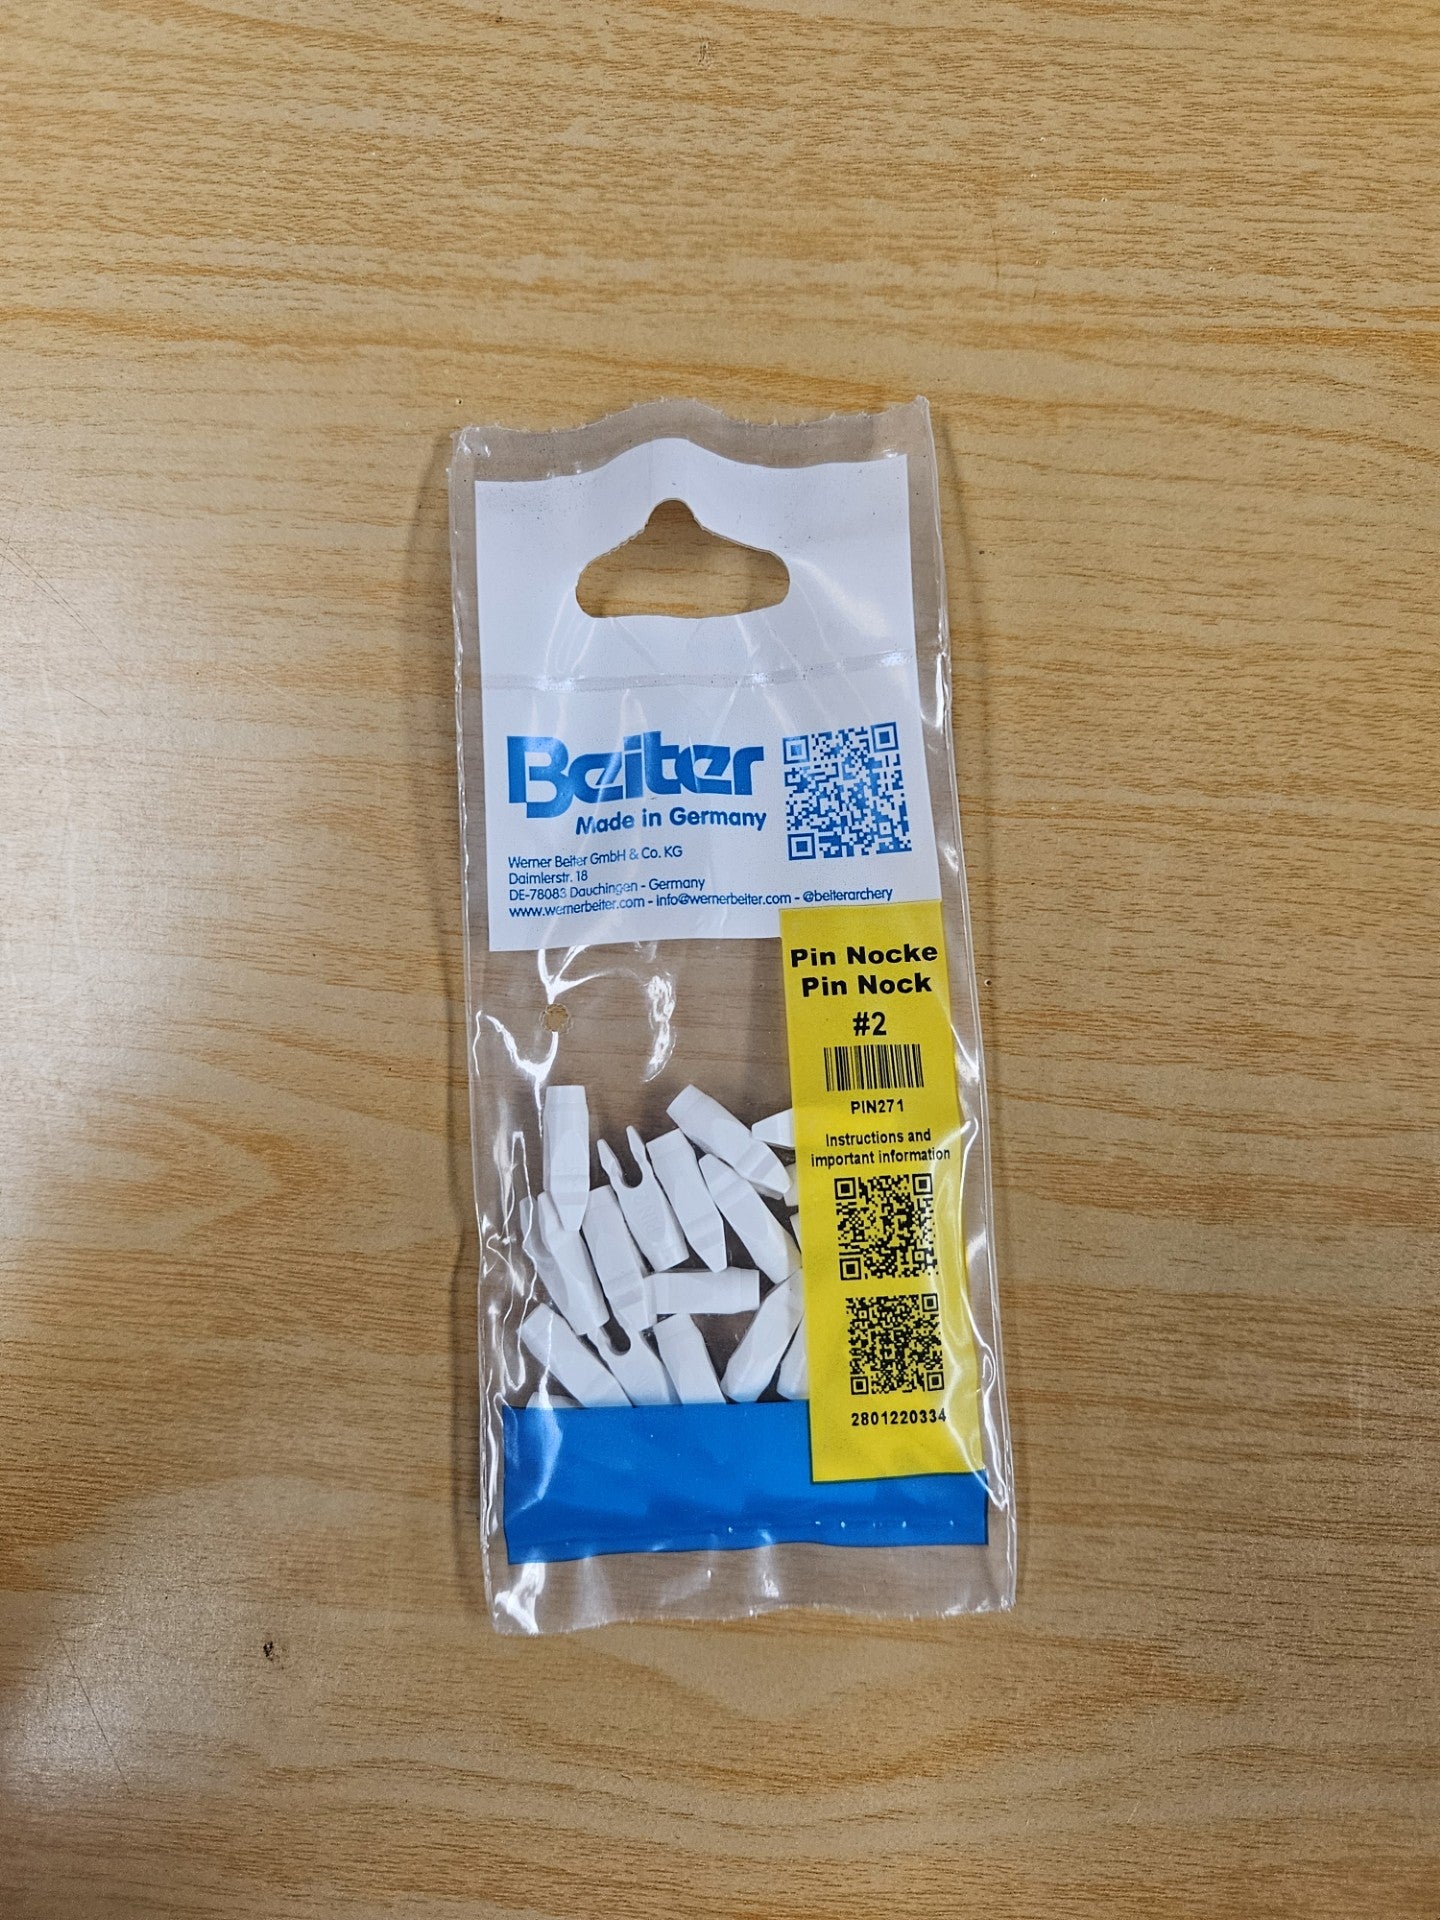 Beiter
Made in Germany
Werner Beiter GmbH & Co. KG
Daimlerstr. 18
DE-78083 Dauchingen - Germany
www.wernerbeiter.com - info@wernerbeiter.com - @beiterarchery
Pin Nocke
Pin Nock
#2
PIN271
Instructions and
important information
2801220334